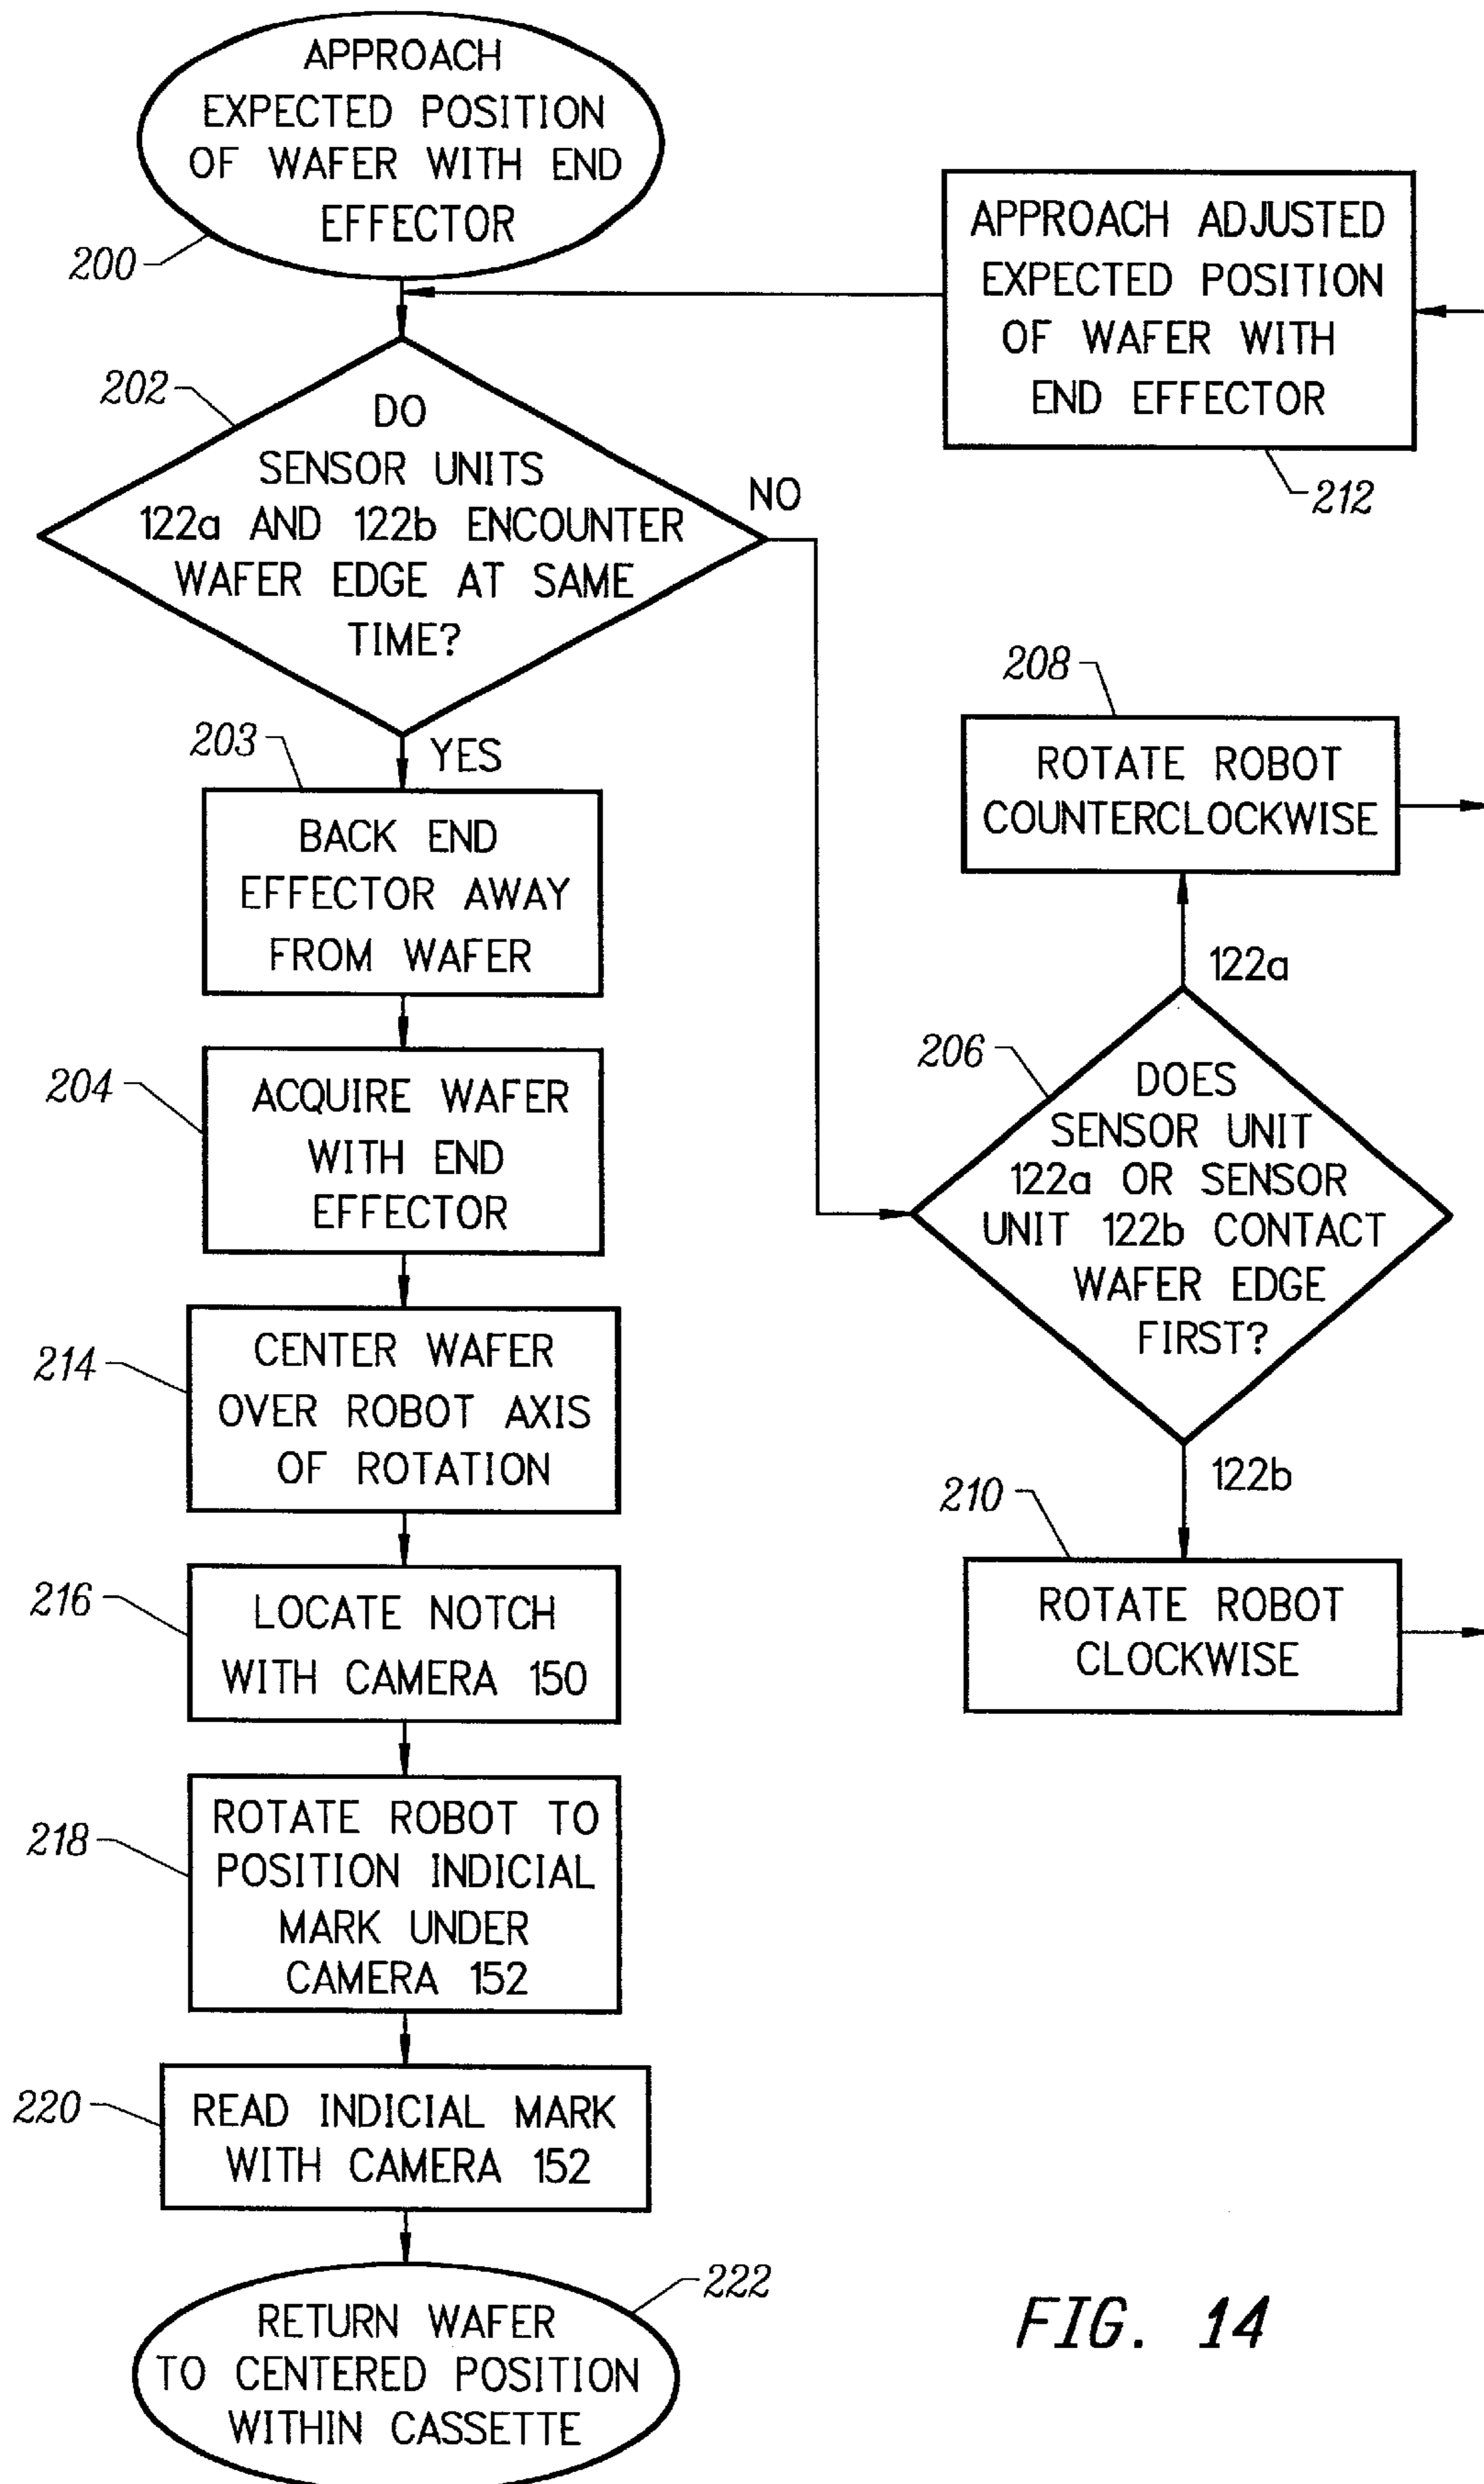 APPROACH
EXPECTED POSITION
OF WAFER WITH END
EFFECTOR
200
202
DO
SENSOR UNITS
122a AND 122b ENCOUNTER
WAFER EDGE AT SAME
TIME?
NO
YES
203
BACK END
EFFECTOR AWAY
FROM WAFER
204
ACQUIRE WAFER
WITH END
EFFECTOR
214
CENTER WAFER
OVER ROBOT AXIS
OF ROTATION
216
LOCATE NOTCH
WITH CAMERA 150
218
ROTATE ROBOT TO
POSITION INDICIAL
MARK UNDER
CAMERA 152
220
READ INDICIAL MARK
WITH CAMERA 152
222
RETURN WAFER
TO CENTERED POSITION
WITHIN CASSETTE
APPROACH ADJUSTED
EXPECTED POSITION
OF WAFER WITH
END EFFECTOR
212
208
ROTATE ROBOT
COUNTERCLOCKWISE
122a
206
DOES
SENSOR UNIT
122a OR SENSOR
UNIT 122b CONTACT
WAFER EDGE
FIRST?
122b
210
ROTATE ROBOT
CLOCKWISE
FIG. 14